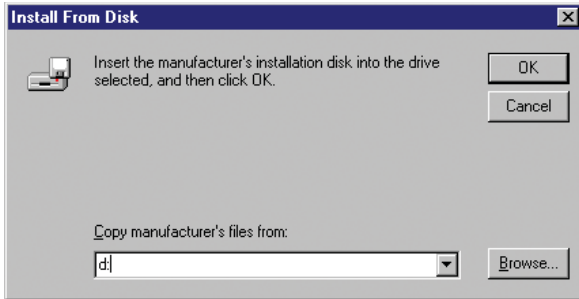 Install From Disk
Insert the manufacturer's installation disk into the drive
selected, and then click OK.
OK
Cancel
Copy manufacturer's files from:
d:
Browse...